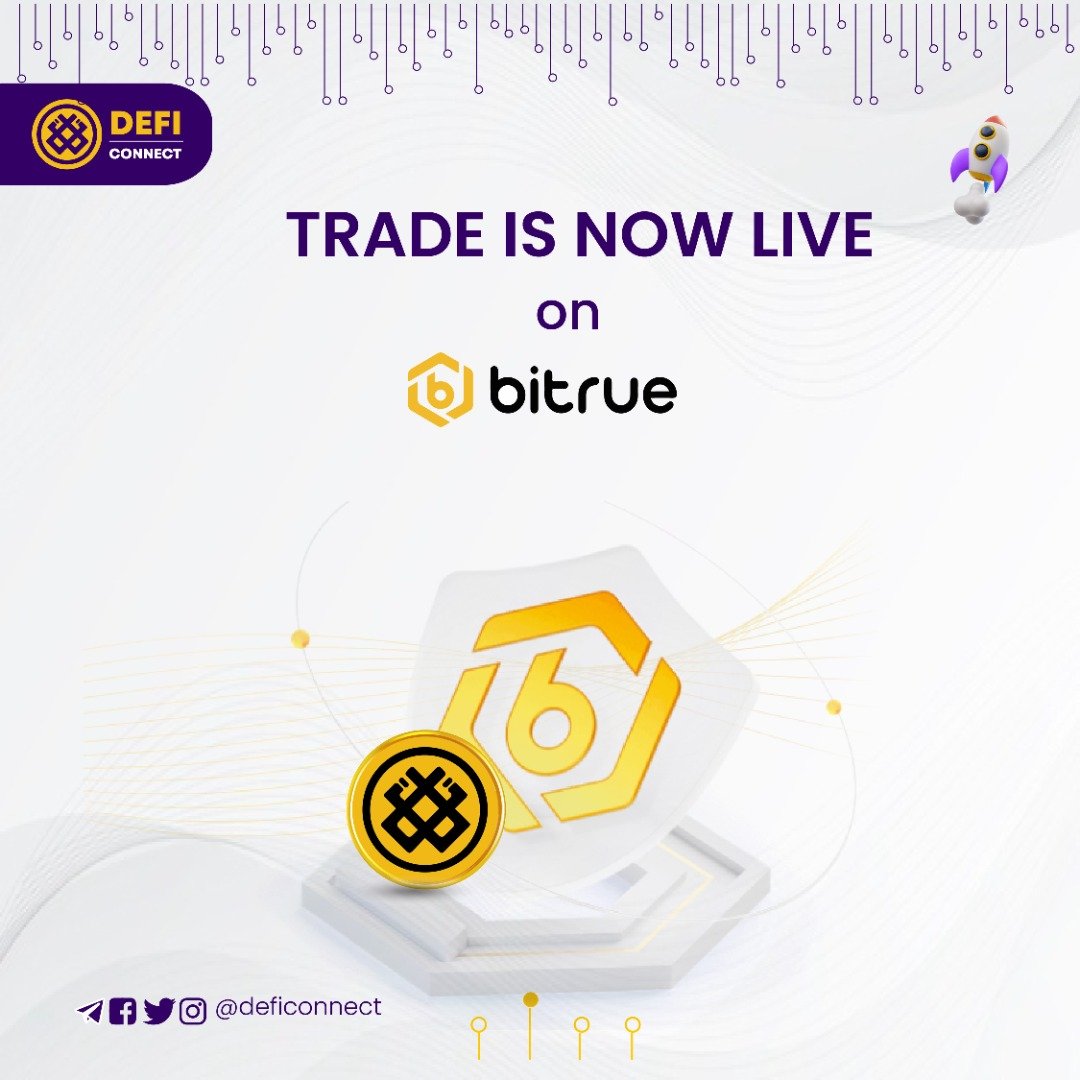 DEFI
CONNECT
TRADE IS NOW LIVE
on
bitrue
@deficonnect